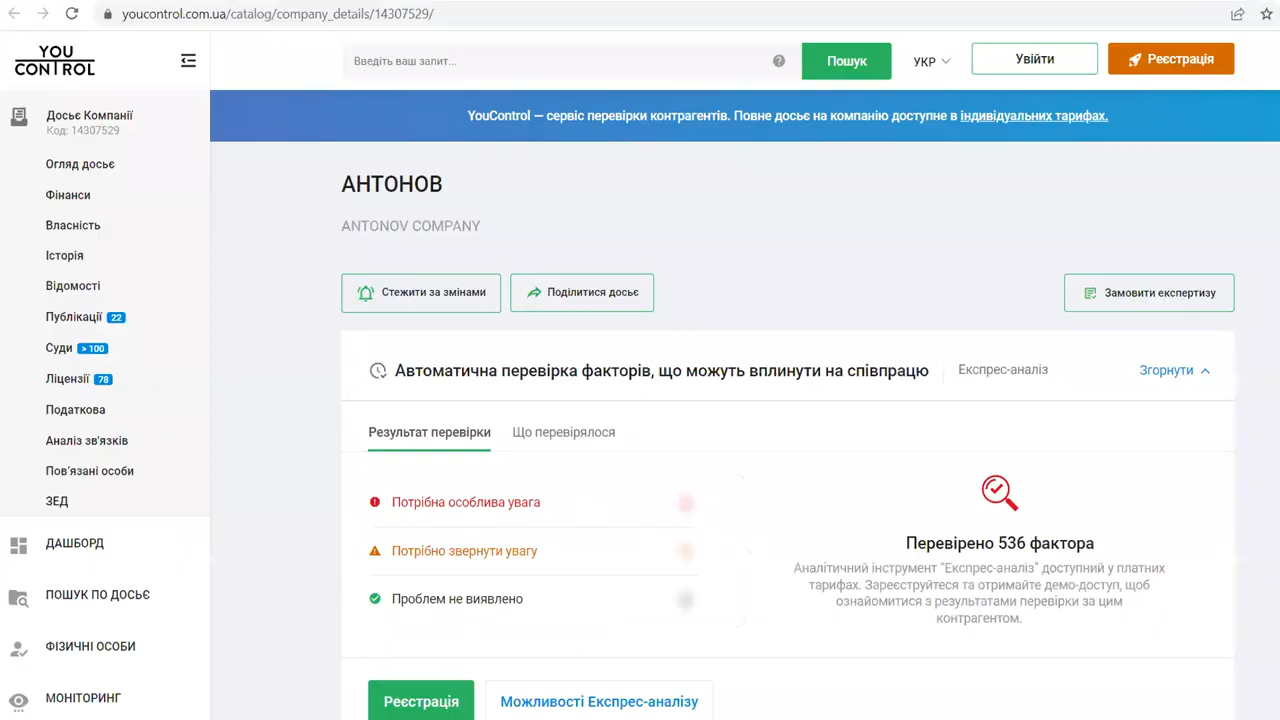 youcontrol.com.ua/catalog/company_details/14307529/
YOU
CONTROL
Введіть ваш запит...
Пошук
УКР
Увійти
Реєстрація
YouControl — сервіс перевірки контрагентів. Повне досьє на компанію доступне в індивідуальних тарифах.
Досьє Компанії
Код: 14307529
Огляд досьє
Фінанси
Власність
Історія
Відомості
Публікації 22
Суди > 100
Ліцензії 78
Податкова
Аналіз зв'язків
Пов'язані особи
ЗЕД
ДАШБОРД
ПОШУК ПО ДОСЬЄ
ФІЗИЧНІ ОСОБИ
МОНІТОРИНГ
АНТОНОВ
ANTONOV COMPANY
Стежити за змінами
Поділитися досьє
Замовити експертизу
Автоматична перевірка факторів, що можуть вплинути на співпрацю
Експрес-аналіз
Згорнути
Результат перевірки
Що перевірялося
Потрібна особлива увага
Потрібно звернути увагу
Проблем не виявлено
Перевірено 536 фактора
Аналітичний інструмент "Експрес-аналіз" доступний у платних
тарифах. Зареєструйтеся та отримайте демо-доступ, щоб
ознайомитися з результатами перевірки за цим
контрагентом.
Реєстрація
Можливості Експрес-аналізу